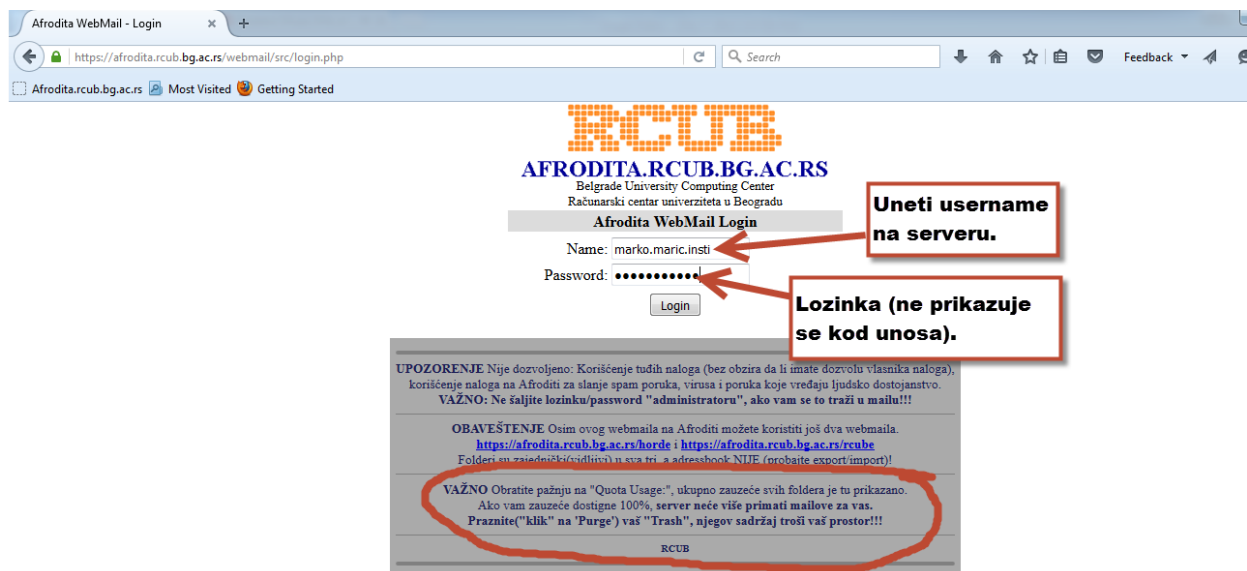 Afrodita WebMail - Login
https://afrodita.rcub.bg.ac.rs/webmail/src/login.php
Search
Feedback
Afrodita.rcub.bg.ac.rs Most Visited Getting Started
RCUB
AFRODITA.RCUB.BG.AC.RS
Belgrade University Computing Center
Računarski centar univerziteta u Beogradu
Afrodita WebMail Login
Name: marko.maric.insti
Password:
Login
Uneti username
na serveru.
Lozinka (ne prikazuje
se kod unosa).
UPOZORENJE Nije dozvoljeno: Korišćenje tuđih naloga (bez obzira da li imate dozvolu vlasnika naloga),
korišćenje naloga na Afroditi za slanje spam poruka, virusa i poruka koje vređaju ljudsko dostojanstvo.
VAŽNO: Ne šaljite lozinku/password "administratoru", ako vam se to traži u mailu!!!
OBAVEŠTENJE Osim ovog webmaila na Afroditi možete koristiti još dva webmaila.
https://afrodita.rcub.bg.ac.rs/horde i https://afrodita.rcub.bg.ac.rs/rcube
Folderi su zajednički(vidljivi) u sva tri, a adressbook NIJE (probajte export/import)!
VAŽNO Obratite pažnju na "Quota Usage:", ukupno zauzeće svih foldera je tu prikazano.
Ako vam zauzeće dostigne 100%, server neće više primati mailove za vas.
Praznite("klik" na 'Purge') vaš "Trash", njegov sadržaj troši vaš prostor!!!
RCUB